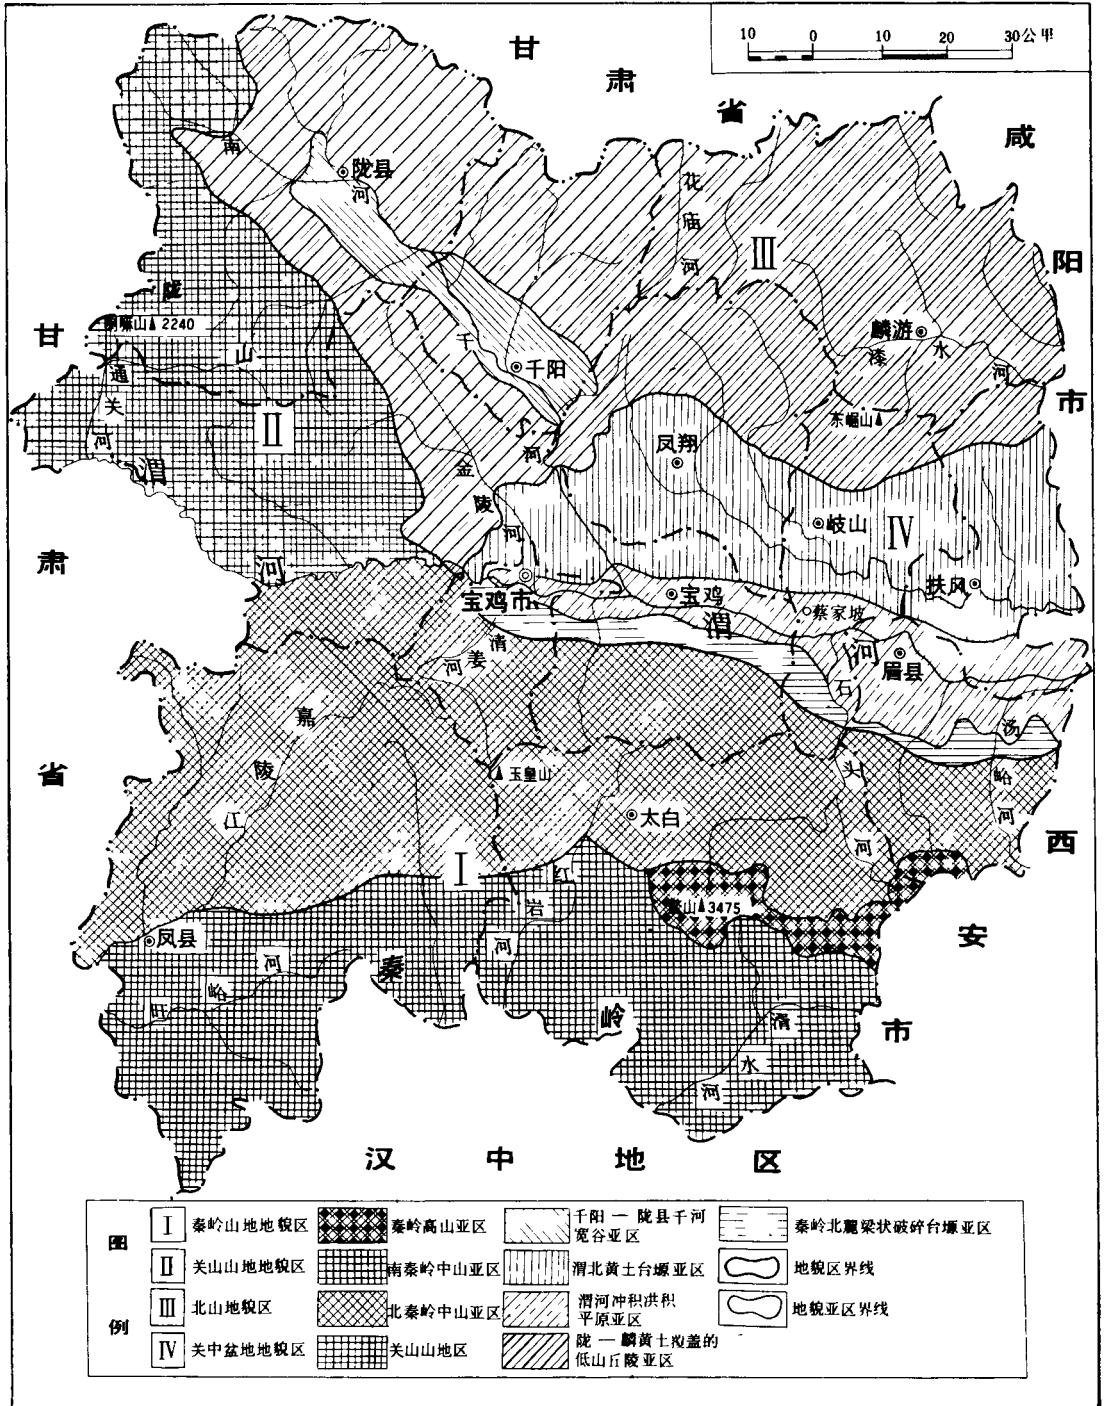 10 0 10 20 30公里
甘肃省
咸阳市
甘肃省
西安市
汉中地区
南河
陇县
花庙河
III
陇山
2240
通关河
II
渭河
千河
千阳
麟游
漆水河
东崛山▲
凤翔
金陵河
岐山
IV
扶风
宝鸡市
宝鸡
蔡家坡
渭河
眉县
清姜河
石头河
汤峪河
嘉陵江
▲玉皇山
太白
I
红岩河
山▲3475
凤县
旺峪河
秦岭
湑水河
图例
I 秦岭山地地貌区
II 关山山地地貌区
III 北山地貌区
IV 关中盆地地貌区
秦岭高山亚区
南秦岭中山亚区
北秦岭中山亚区
关山山地区
千阳—陇县千河
宽谷亚区
渭北黄土台塬亚区
渭河冲积洪积
平原亚区
陇—麟黄土覆盖的
低山丘陵亚区
秦岭北麓梁状破碎台塬亚区
地貌区界线
地貌亚区界线